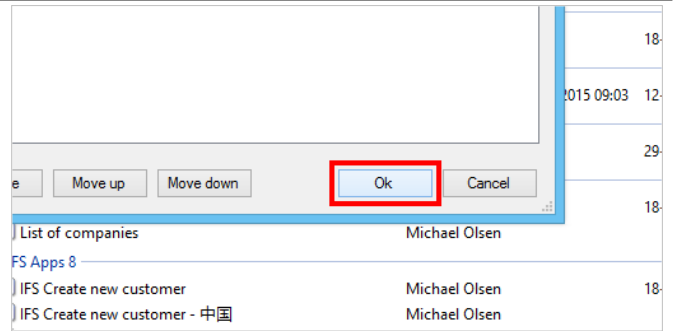 18-
2015 09:03 12-
29-
e Move up Move down Ok Cancel
18-
List of companies Michael Olsen
FS Apps 8
IFS Create new customer Michael Olsen 18-
IFS Create new customer - 中国 Michael Olsen